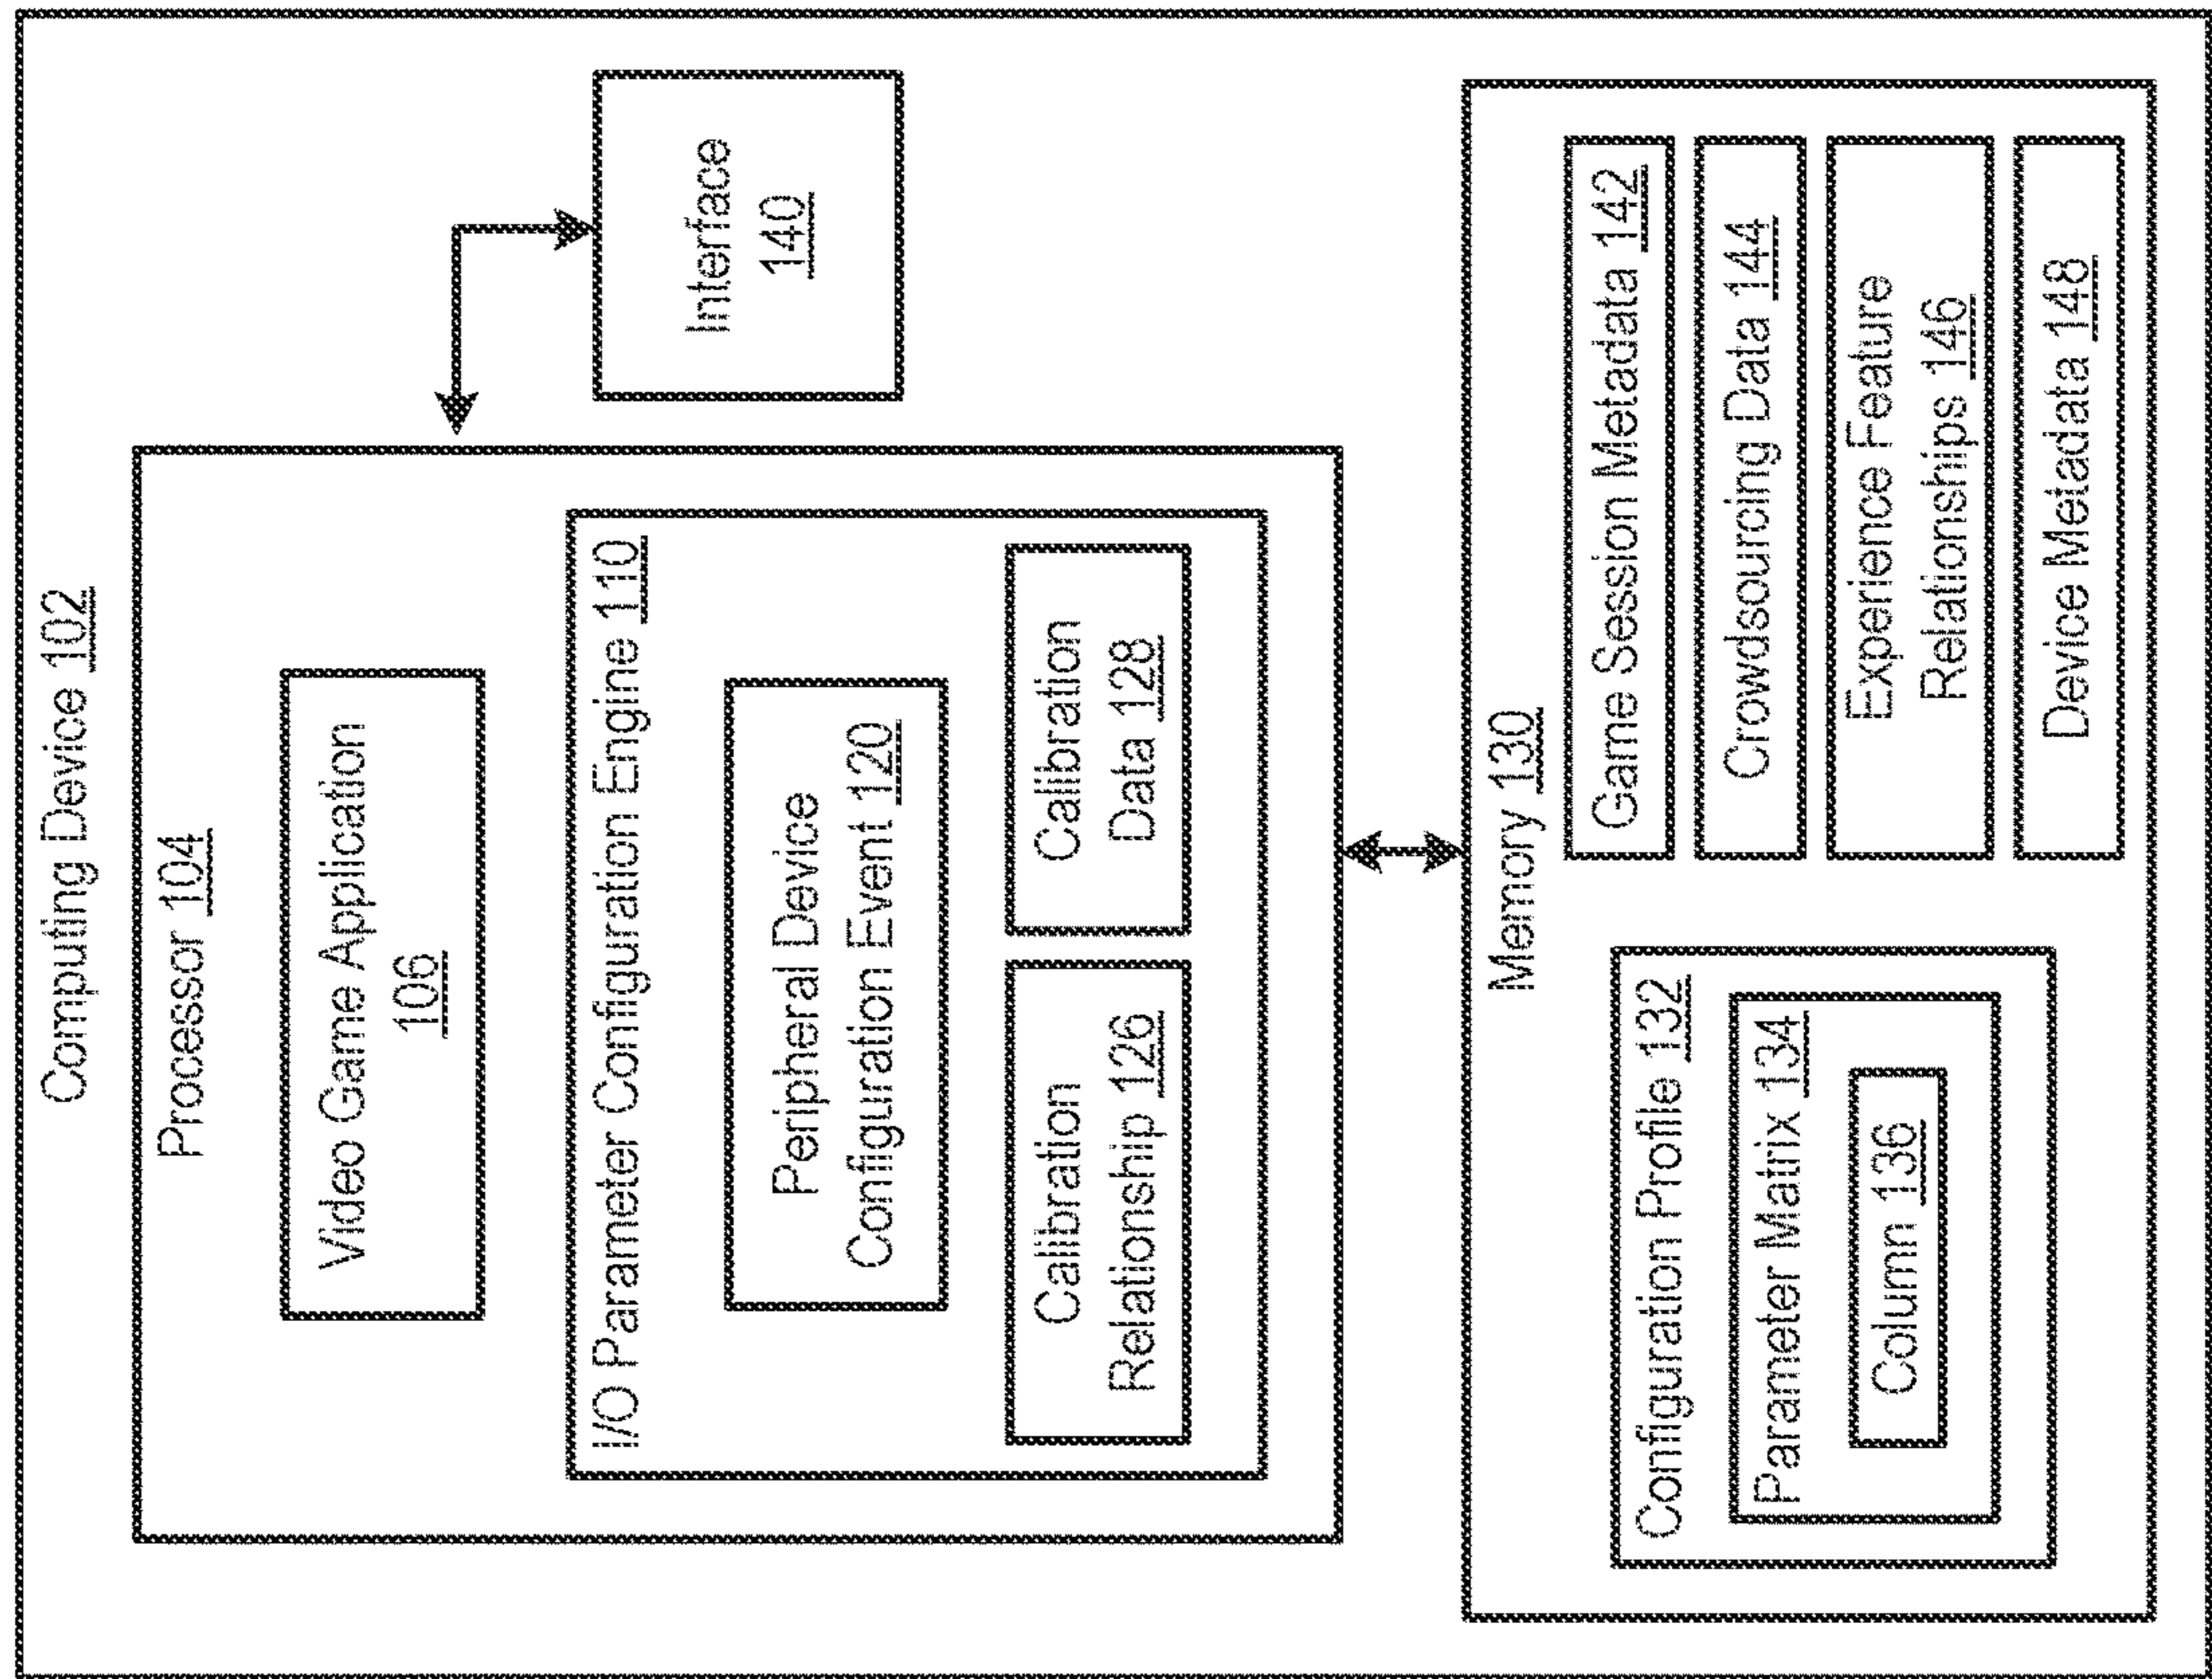 Computing Device 102
Processor 104
Video Game Application
106
I/O Parameter Configuration Engine 110
Peripheral Device
Configuration Event 120
Calibration
Relationship 126
Calibration
Data 128
Interface
140
Memory 130
Configuration Profile 132
Parameter Matrix 134
Column 136
Game Session Metadata 142
Crowdsourcing Data 144
Experience Feature
Relationships 146
Device Metadata 148